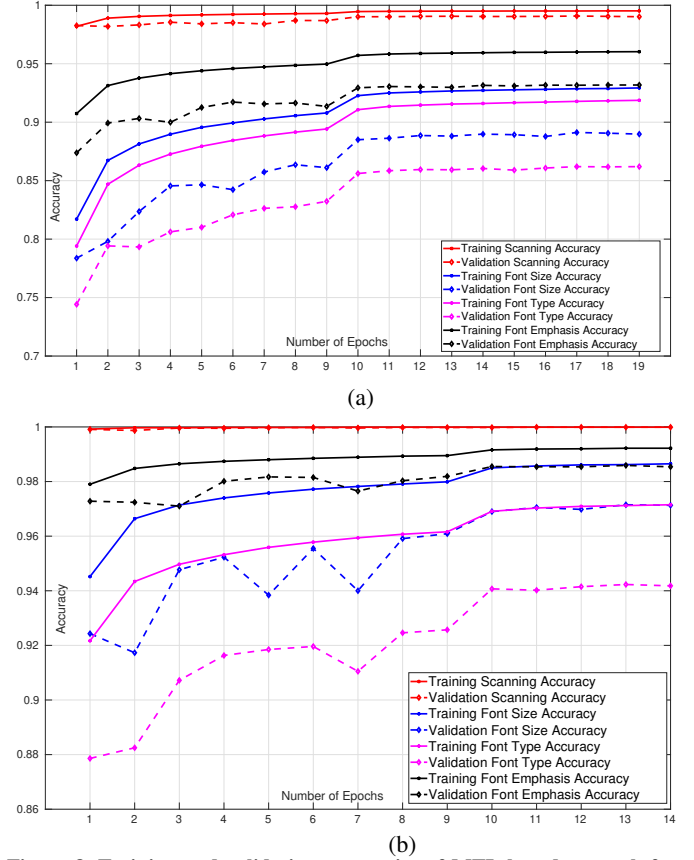 1
0.95
0.9
0.85
Accuracy
0.8
0.75
0.7
Number of Epochs
1 2 3 4 5 6 7 8 9 10 11 12 13 14 15 16 17 18 19
Training Scanning Accuracy
Validation Scanning Accuracy
Training Font Size Accuracy
Validation Font Size Accuracy
Training Font Type Accuracy
Validation Font Type Accuracy
Training Font Emphasis Accuracy
Validation Font Emphasis Accuracy
(a)
1
0.98
0.96
0.94
Accuracy
0.92
0.9
0.88
0.86
Number of Epochs
1 2 3 4 5 6 7 8 9 10 11 12 13 14
Training Scanning Accuracy
Validation Scanning Accuracy
Training Font Size Accuracy
Validation Font Size Accuracy
Training Font Type Accuracy
Validation Font Type Accuracy
Training Font Emphasis Accuracy
Validation Font Emphasis Accuracy
(b)